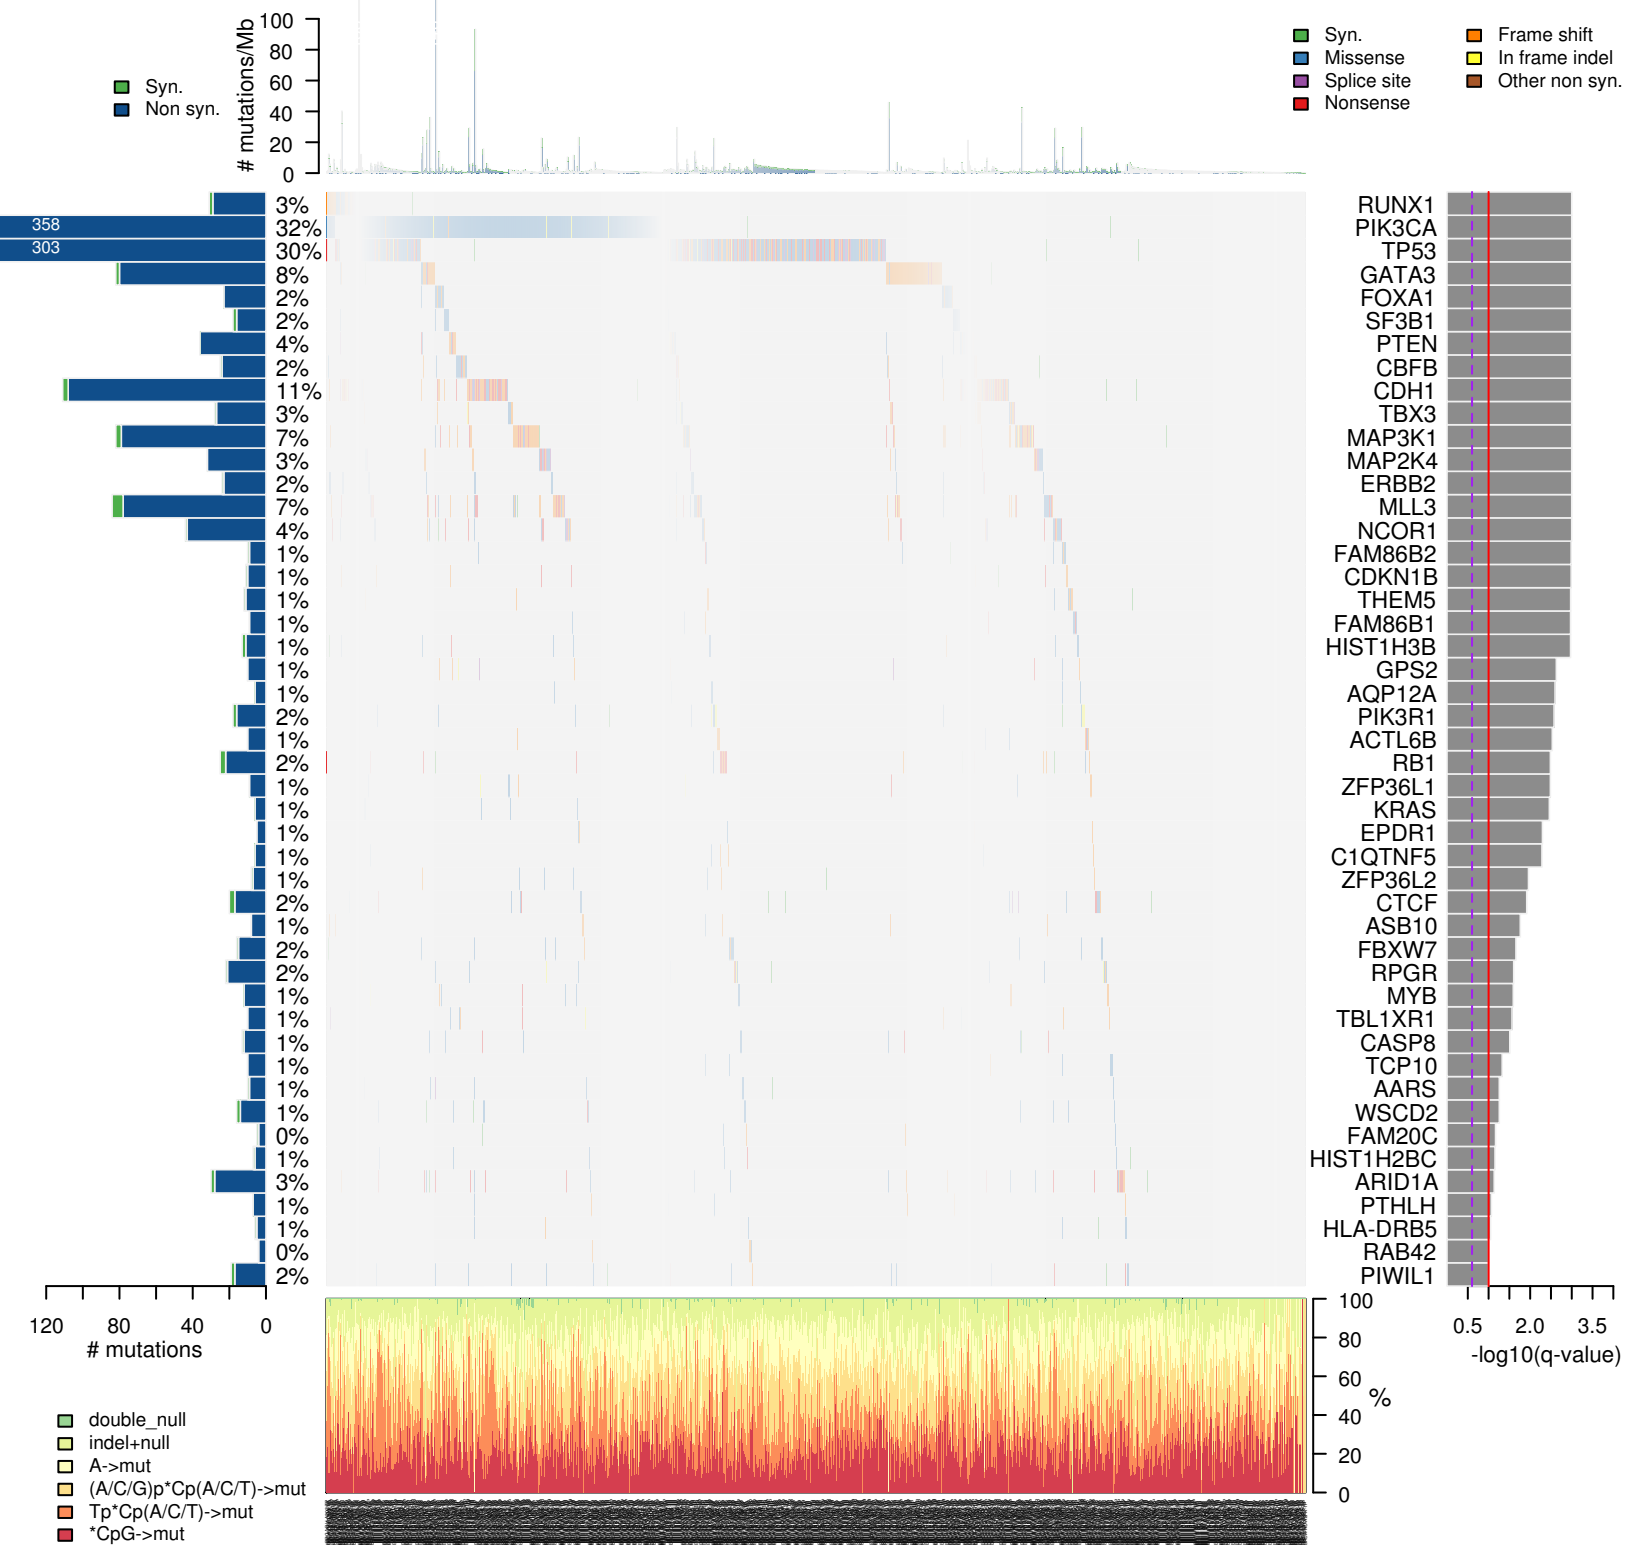 # mutations/Mb
100
80
60
40
20
0
Syn.
Non syn.
Syn.
Missense
Splice site
Nonsense
Frame shift
In frame indel
Other non syn.
3% RUNX1
358 32% PIK3CA
303 30% TP53
8% GATA3
2% FOXA1
2% SF3B1
4% PTEN
2% CBFB
11% CDH1
3% TBX3
7% MAP3K1
3% MAP2K4
2% ERBB2
7% MLL3
4% NCOR1
1% FAM86B2
1% CDKN1B
1% THEM5
1% FAM86B1
1% HIST1H3B
1% GPS2
1% AQP12A
2% PIK3R1
1% ACTL6B
2% RB1
1% ZFP36L1
1% KRAS
1% EPDR1
1% C1QTNF5
1% ZFP36L2
2% CTCF
1% ASB10
2% FBXW7
2% RPGR
1% MYB
1% TBL1XR1
1% CASP8
1% TCP10
1% AARS
1% WSCD2
0% FAM20C
1% HIST1H2BC
3% ARID1A
1% PTHLH
1% HLA-DRB5
0% RAB42
2% PIWIL1
120 80 40 0
# mutations
100
80
60
40
20
0
%
0.5 2.0 3.5
-log10(q-value)
double_null
indel+null
A->mut
(A/C/G)p*Cp(A/C/T)->mut
Tp*Cp(A/C/T)->mut
*CpG->mut